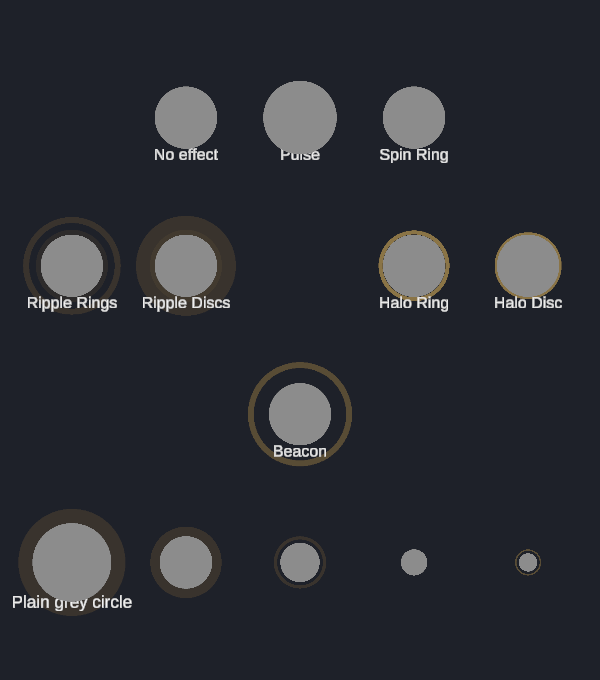 No effect
Pulse
Spin Ring
Ripple Rings
Ripple Discs
Halo Ring
Halo Disc
Beacon
Plain grey circle